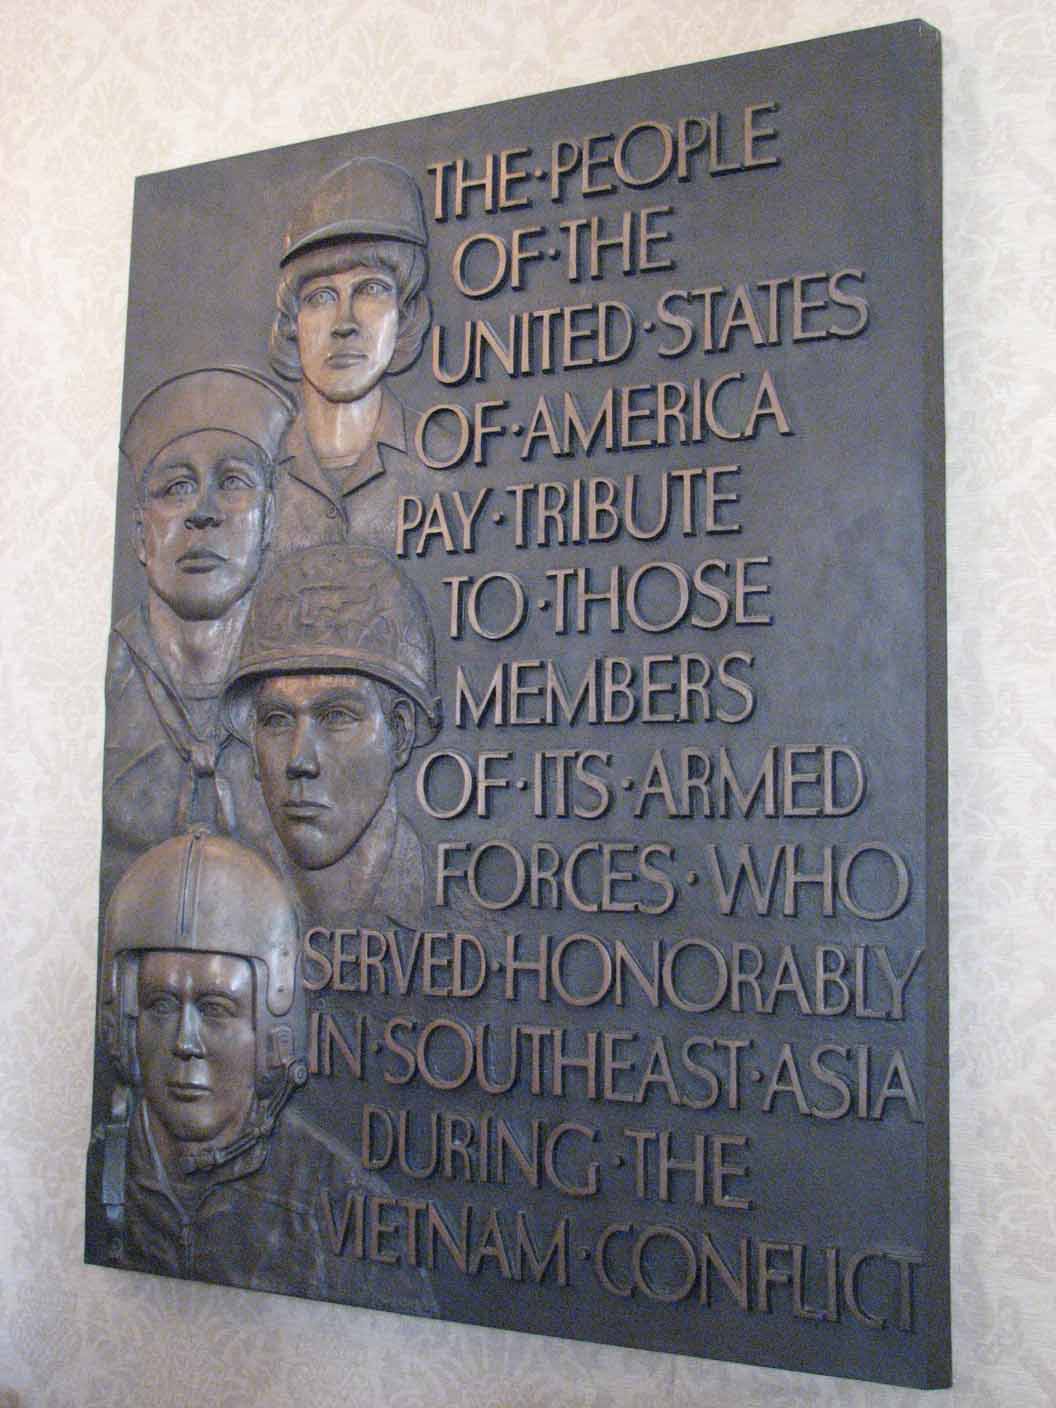 THE·PEOPLE
OF·THE
UNITED·STATES
OF·AMERICA
PAY·TRIBUTE
TO·THOSE
MEMBERS
OF·ITS·ARMED
FORCES·WHO
SERVED·HONORABLY
IN·SOUTHEAST·ASIA
DURING·THE
VIETNAM·CONFLICT